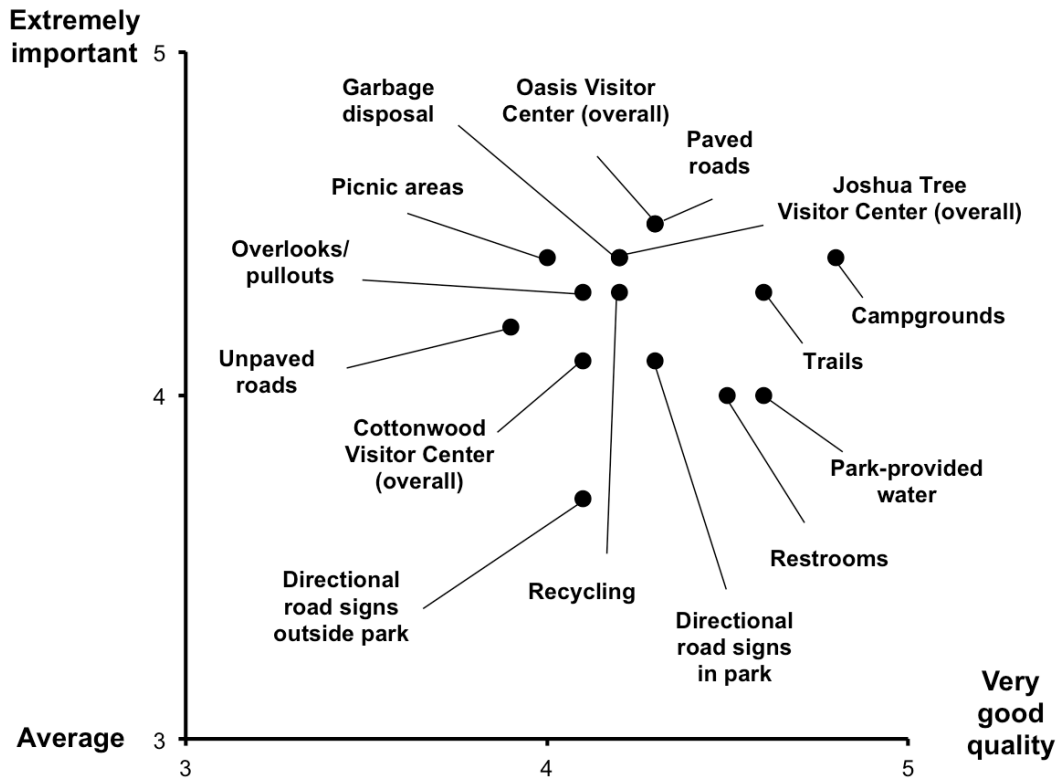 Extremely
important
5
Garbage
disposal
Oasis Visitor
Center (overall)
Paved
roads
Picnic areas
Joshua Tree
Visitor Center (overall)
Overlooks/
pullouts
Campgrounds
Unpaved
roads
Trails
4
Cottonwood
Visitor Center
(overall)
Park-provided
water
Restrooms
Directional
road signs
outside park
Recycling
Directional
road signs
in park
Very
good
quality
Average
3
3
4
5